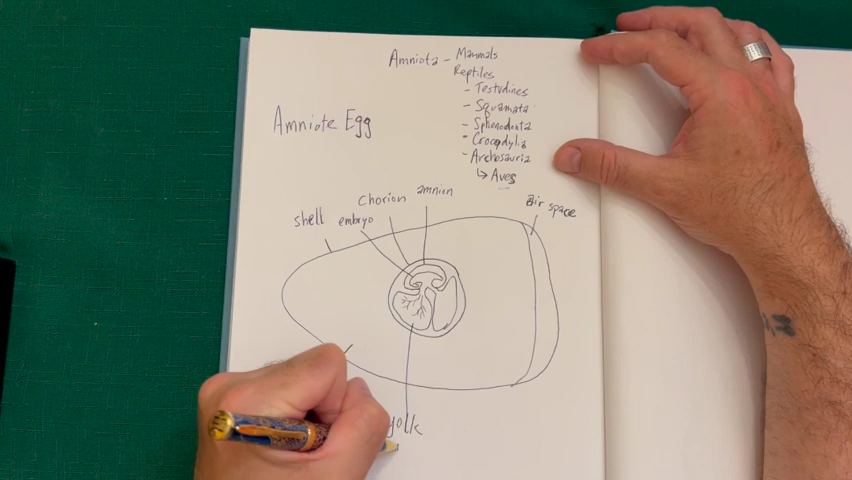 Amniota - Mammals
Reptiles
- Testudines
- Squamata
- Sphenodonta
- Crocodylia
- Archosauria
↳ Aves
Amniote Egg
shell embryo chorion amnion air space
yolk